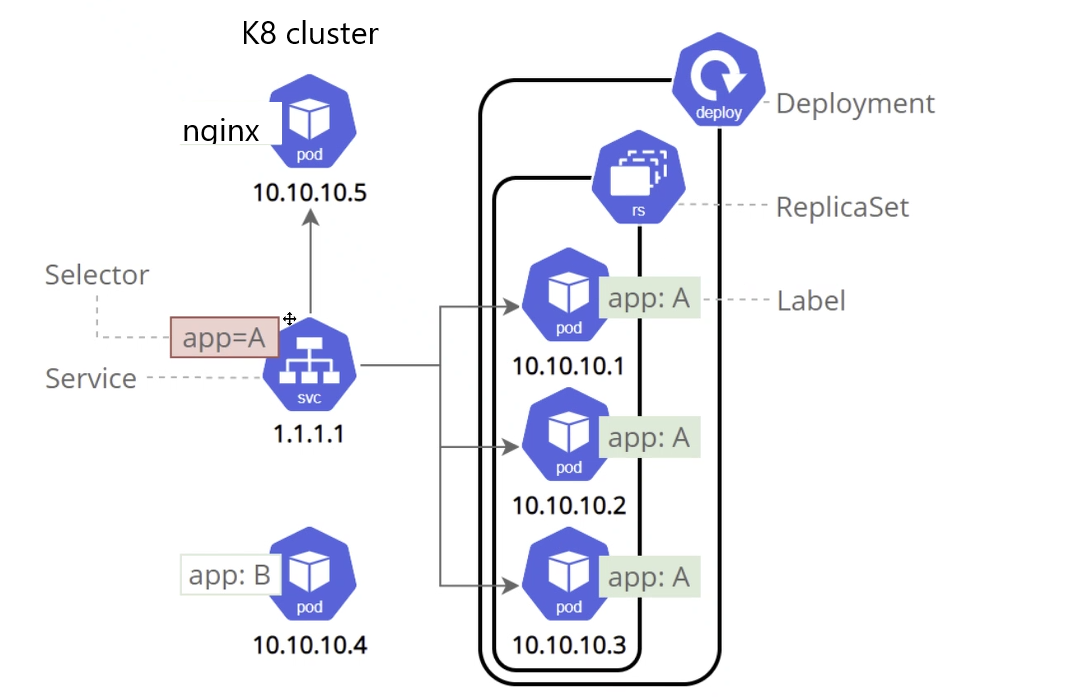 K8 cluster
nginx
pod
10.10.10.5
Selector
app=A
Service
svc
1.1.1.1
app: B
pod
10.10.10.4
deploy
Deployment
rs
ReplicaSet
pod
app: A
Label
10.10.10.1
pod
app: A
10.10.10.2
pod
app: A
10.10.10.3